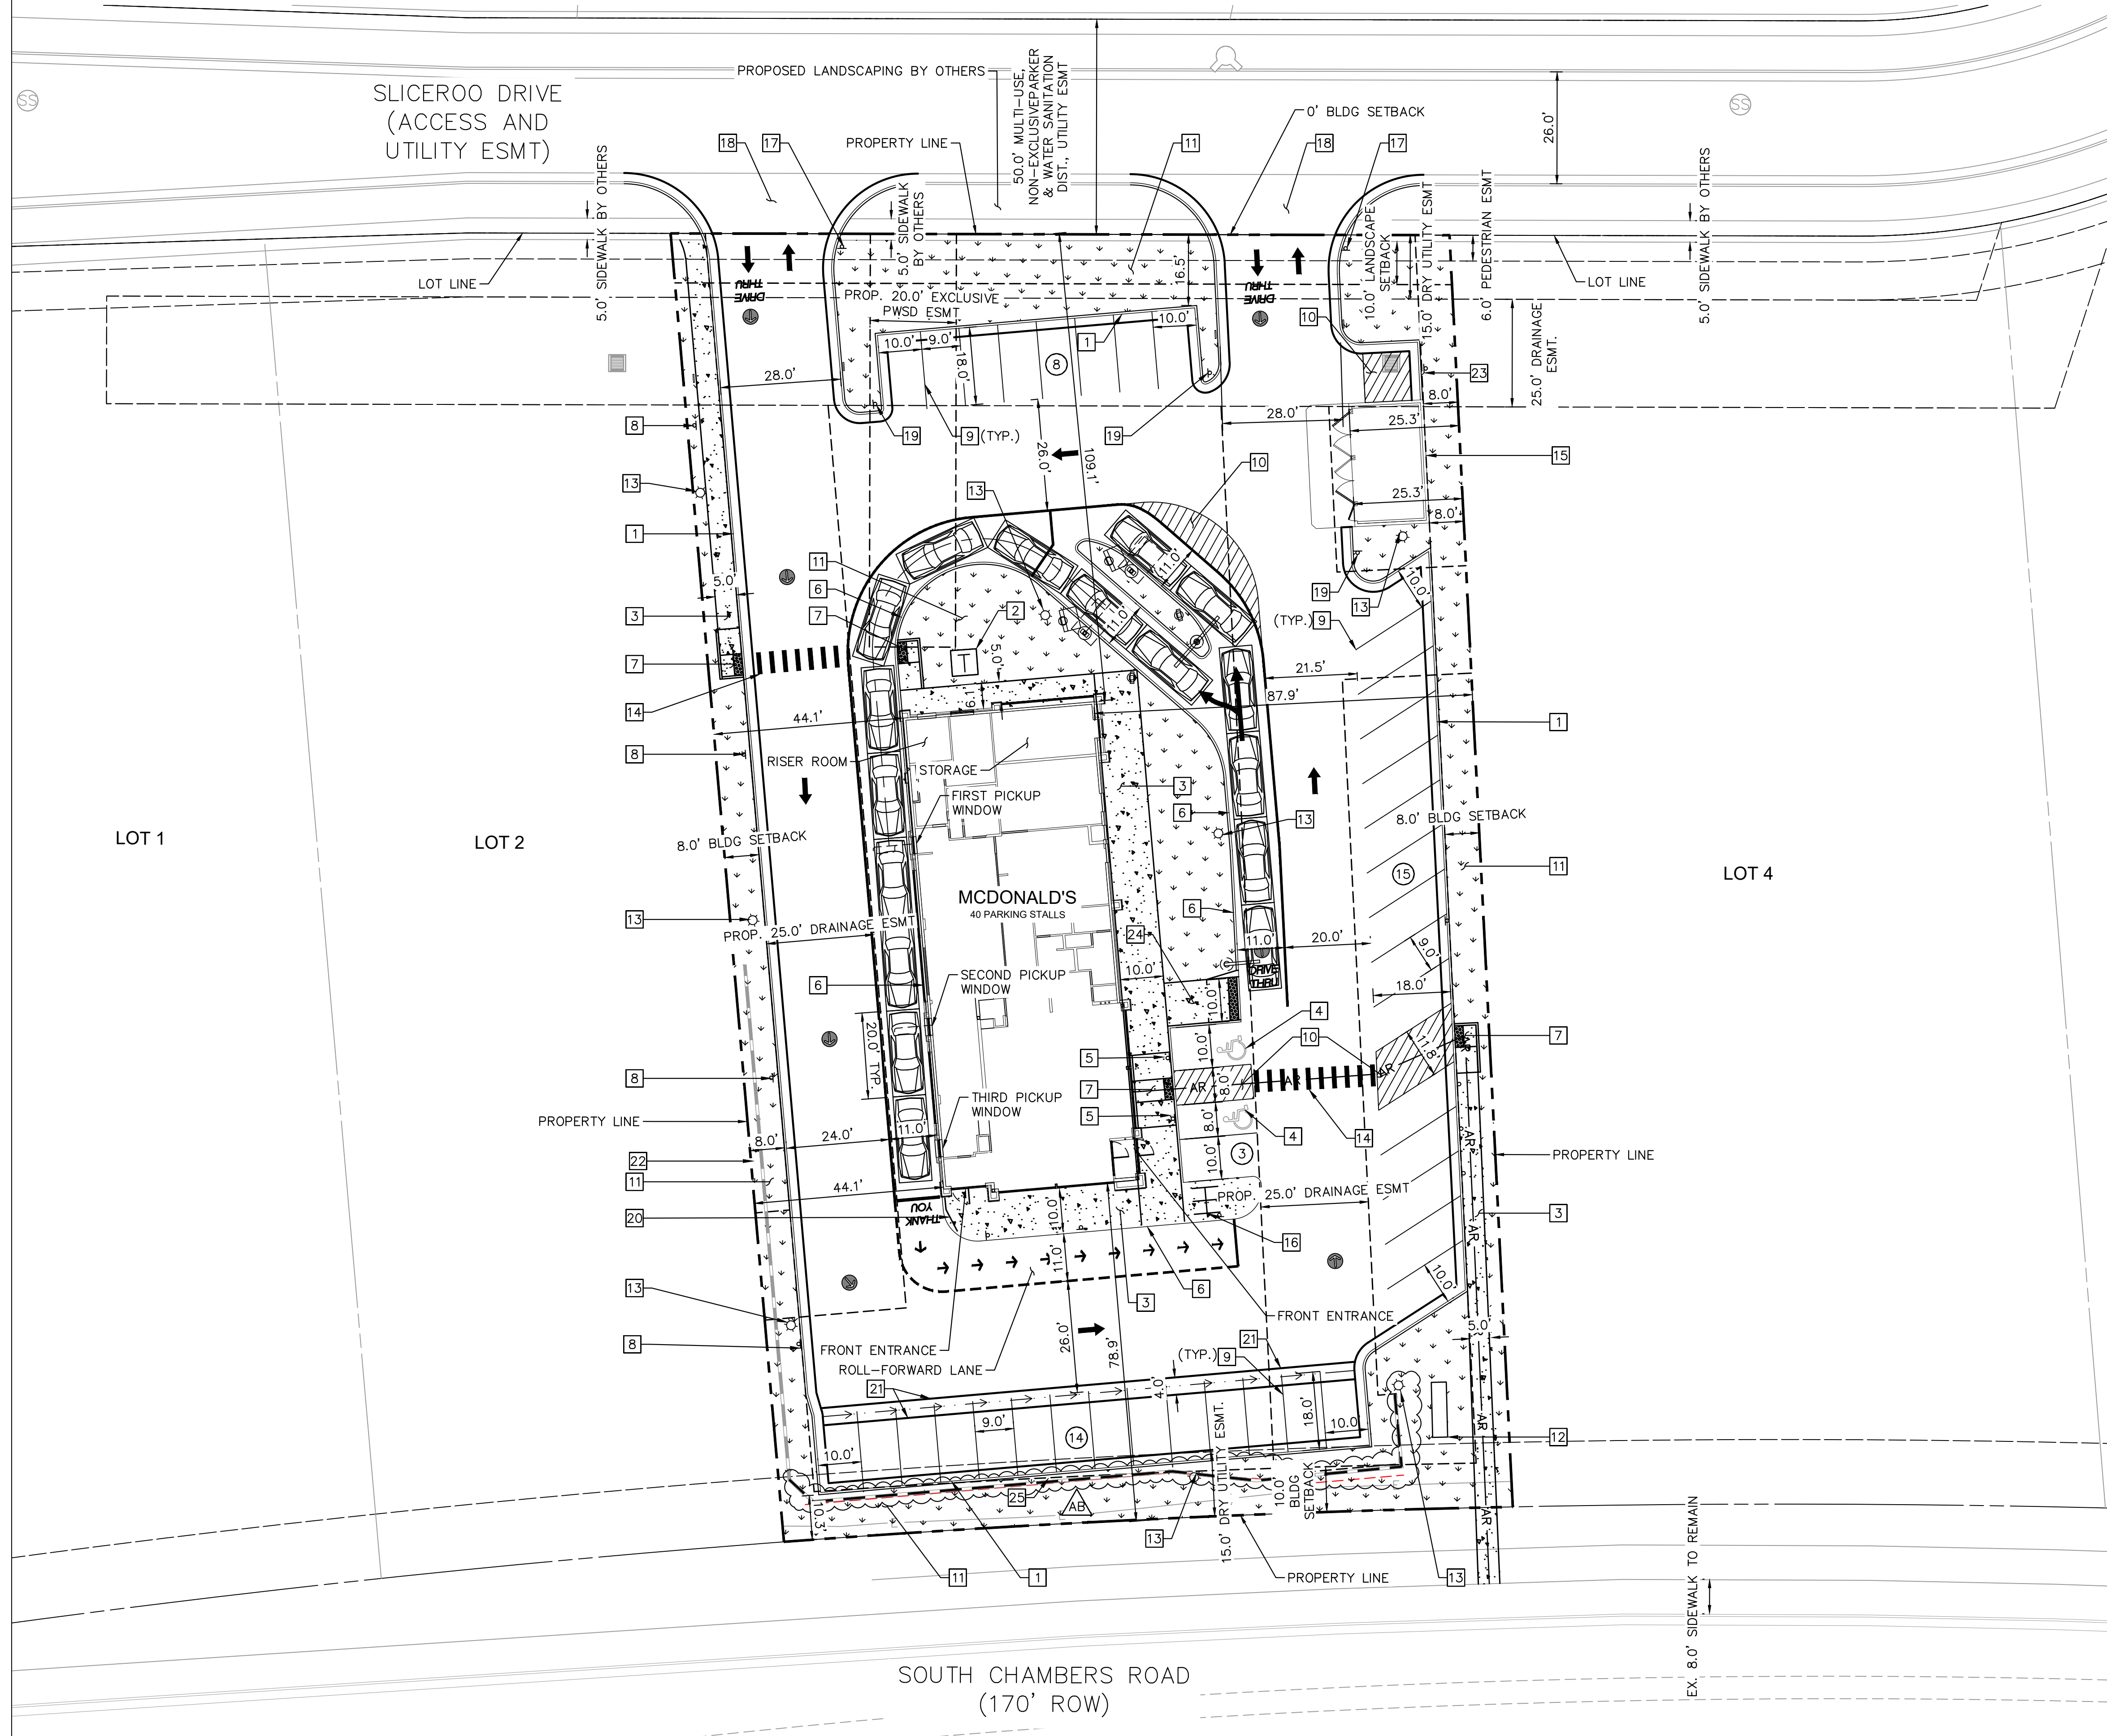 SLICEROO DRIVE
(ACCESS AND
UTILITY ESMT)
SS
SS
PROPOSED LANDSCAPING BY OTHERS
50.0' MULTI-USE,
NON-EXCLUSIVEPARKER
& WATER SANITATION
DIST., UTILITY ESMT
0' BLDG SETBACK
26.0'
18
17
PROPERTY LINE
11
18
17
5.0' SIDEWALK BY OTHERS
5.0' SIDEWALK
BY OTHERS
10.0' LANDSCAPE
SETBACK
15.0' DRY UTILITY ESMT
6.0' PEDESTRIAN ESMT
5.0' SIDEWALK BY OTHERS
LOT LINE
LOT LINE
DRIVE
THRU
DRIVE
THRU
16.5'
PROP. 20.0' EXCLUSIVE
PWSD ESMT
10.0'
10.0'
9.0'
18.0'
1
8
10
23
25.0' DRAINAGE
ESMT.
28.0'
28.0'
8.0'
25.3'
8
19
9 (TYP.)
19
26.0'
109.1'
10
15
13
13
25.3'
8.0'
1
11
11.0'
11.0'
5.0'
6
3
7
2
T
5.0'
19
13
10.0'
(TYP.) 9
7
14
9.1'
21.5'
87.9'
44.1'
1
8
RISER ROOM
STORAGE
FIRST PICKUP
WINDOW
3
6
13
8.0' BLDG SETBACK
8.0' BLDG SETBACK
LOT 1
LOT 2
LOT 4
11
15
MCDONALD'S
40 PARKING STALLS
6
13
PROP. 25.0' DRAINAGE ESMT
24
11.0'
20.0'
9.0'
DRIVE
THRU
SECOND PICKUP
WINDOW
6
10.0'
10.0'
18.0'
4
20.0' TYP.
10.0'
10
11.8'
7
AR
5
8
7
AR
8.0'
AR
AR
THIRD PICKUP
WINDOW
5
8.0'
4
14
PROPERTY LINE
8.0'
24.0'
11.0'
3
10.0'
AR
PROPERTY LINE
22
11
44.1'
PROP. 25.0' DRAINAGE ESMT
20
THANK
YOU
10.0'
3
AR
16
11.0'
13
6
3
10.0'
FRONT ENTRANCE
5.0'
8
FRONT ENTRANCE
26.0'
78.9'
21
(TYP.) 9
ROLL-FORWARD LANE
21
4.0'
9.0'
18.0'
10.0'
14
10.0'
AR
12
25
AB
10.3'
13
15.0' DRY UTILITY ESMT.
10.0'
BLDG
SETBACK
AR
11
1
PROPERTY LINE
13
EX. 8.0' SIDEWALK TO REMAIN
SOUTH CHAMBERS ROAD
(170' ROW)